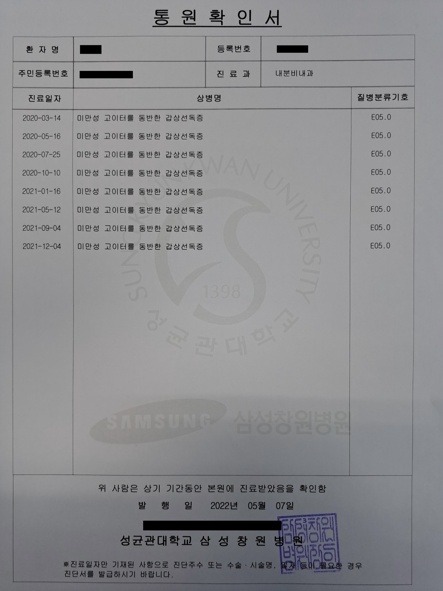 통원확인서
환 자 명
등록번호
주민등록번호
진 료 과 내분비내과
진료일자 상병명 질병분류기호
2020-03-14 미만성 고이터를 동반한 갑상선독증 E05.0
2020-05-16 미만성 고이터를 동반한 갑상선독증 E05.0
2020-07-25 미만성 고이터를 동반한 갑상선독증 E05.0
2020-10-10 미만성 고이터를 동반한 갑상선독증 E05.0
2021-01-16 미만성 고이터를 동반한 갑상선독증 E05.0
2021-05-12 미만성 고이터를 동반한 갑상선독증 E05.0
2021-09-04 미만성 고이터를 동반한 갑상선독증 E05.0
2021-12-04 미만성 고이터를 동반한 갑상선독증 E05.0
SUNGKYUNKWAN UNIVERSITY
1398
성균관대학교
SAMSUNG 삼성창원병원
위 사람은 상기 기간동안 본원에 진료받았음을 확인함
발 행 일 2022년 05월 07일
성균관대학교 삼 성 창 원 병 원
※진료일자만 기재된 사항으로 진단주수 또는 수술·시술명, 등이 필요한 경우
진단서를 발급하시기 바랍니다.